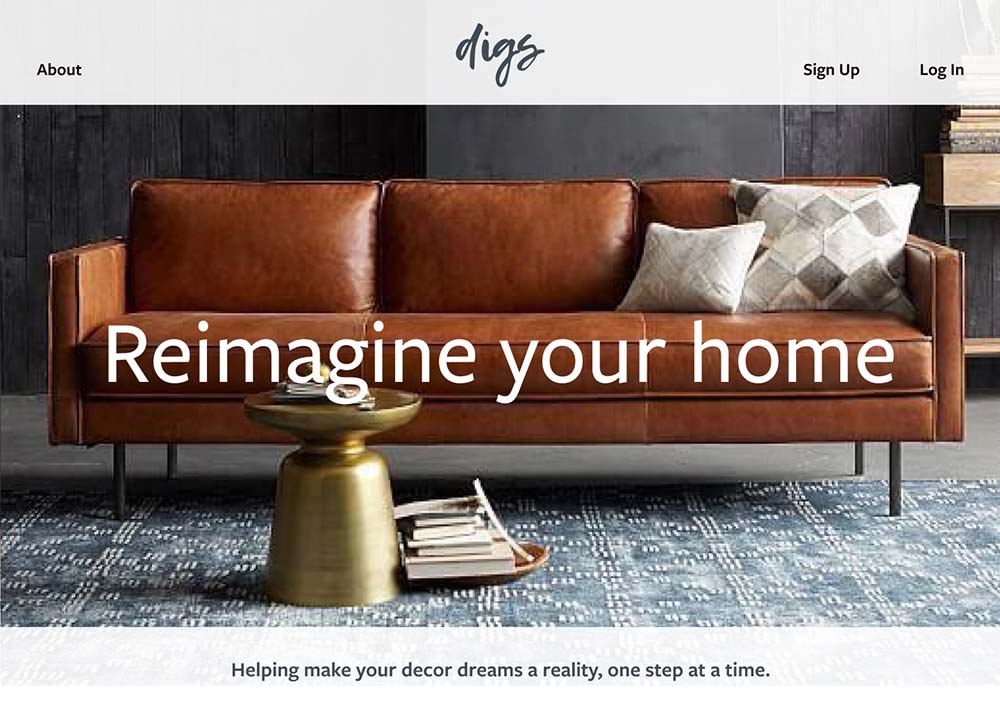 digs
About
Sign Up
Log In
Reimagine your home
Helping make your decor dreams a reality, one step at a time.